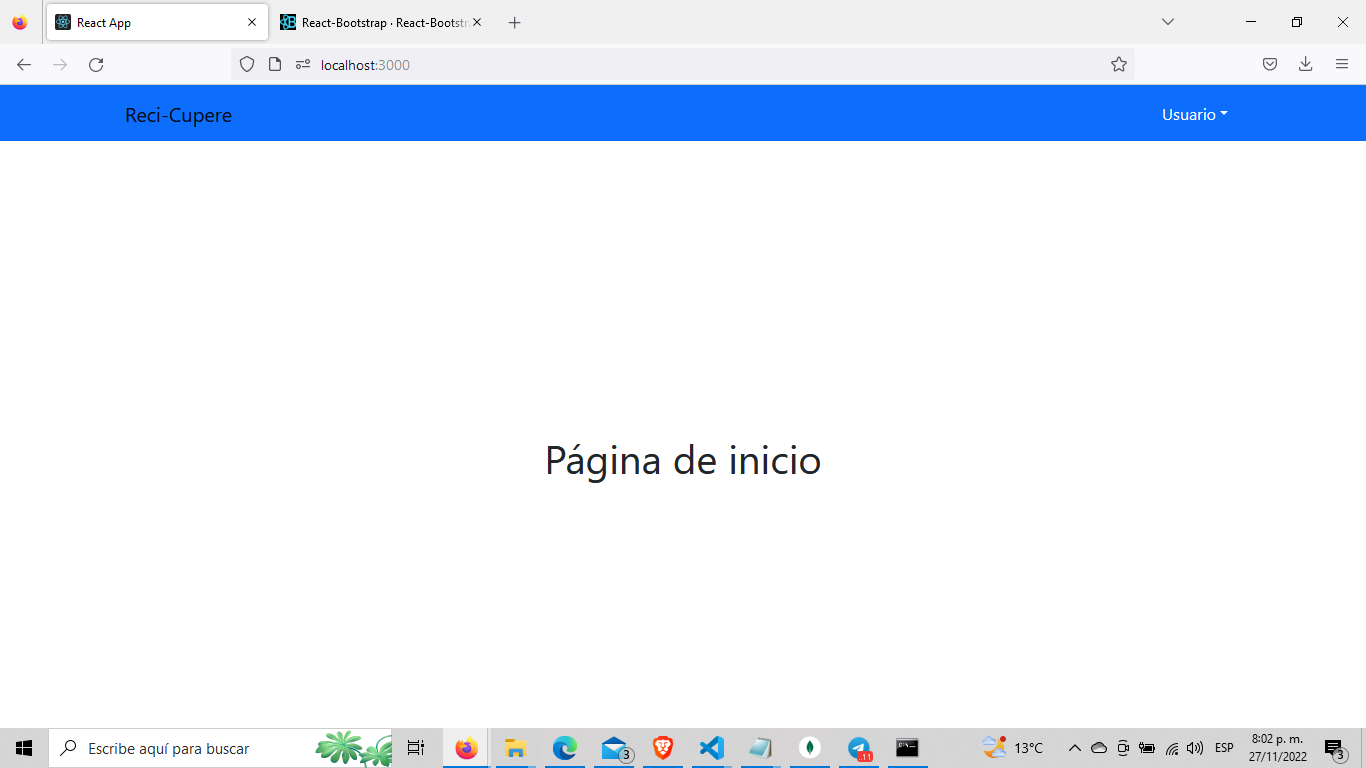 React App
React-Bootstrap · React-Bootstr
localhost:3000
Reci-Cupere
Usuario
Página de inicio
Escribe aquí para buscar
3
11
13°C
ESP
8:02 p. m.
27/11/2022
3